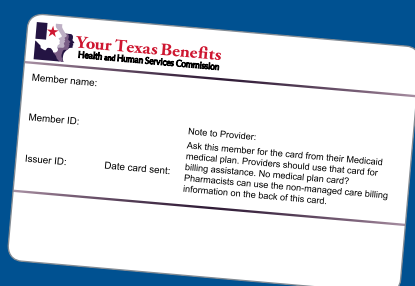 Your Texas Benefits
Health and Human Services Commission
Member name:
Member ID:
Note to Provider:
Ask this member for the card from their Medicaid
medical plan. Providers should use that card for
billing assistance. No medical plan card?
Pharmacists can use the non-managed care billing
information on the back of this card.
Issuer ID:
Date card sent: